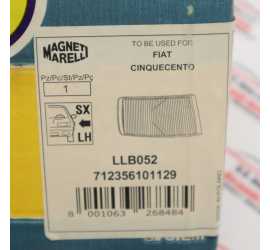 MAGNETI
MARELLI
TO BE USED FOR
FIAT
CINQUECENTO
Pz/Pc/St/Pz/Pç
1
SX
LH
LLB052
712356101129
8 001063 268484